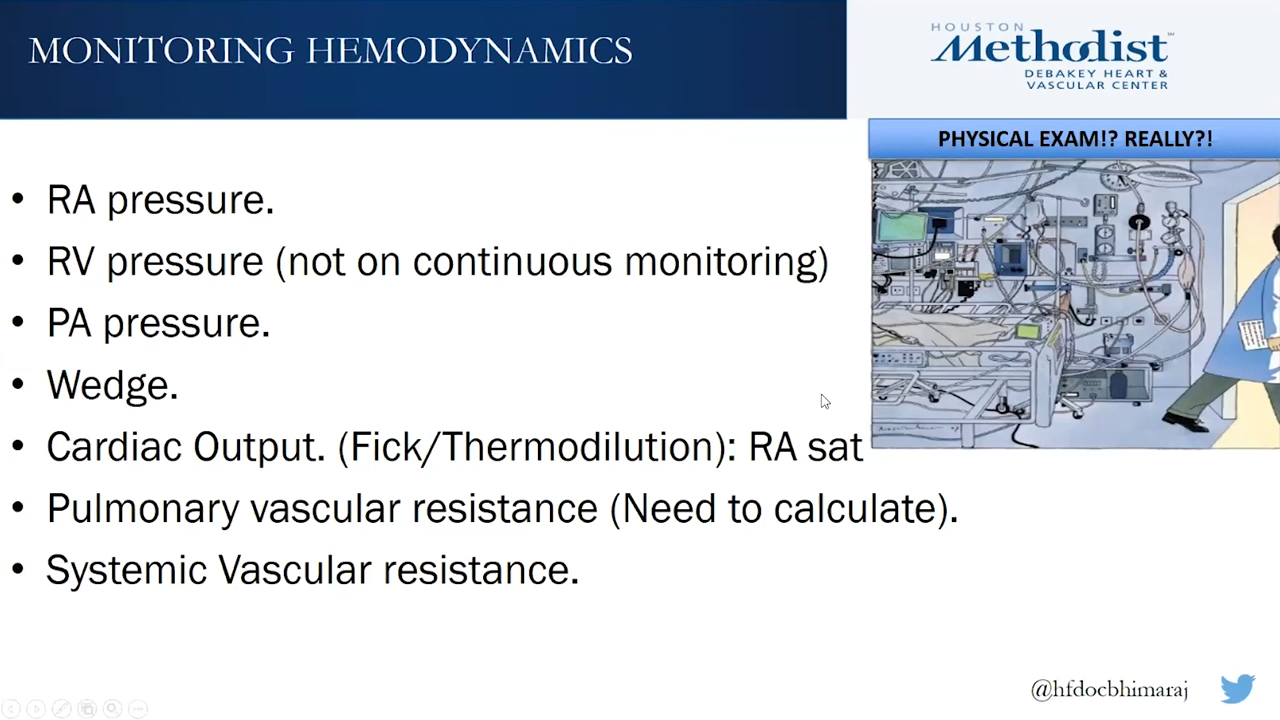 MONITORING HEMODYNAMICS
HOUSTON
Methodist
DEBAKEY HEART &
VASCULAR CENTER
PHYSICAL EXAM!? REALLY?!
• RA pressure.
• RV pressure (not on continuous monitoring)
• PA pressure.
• Wedge.
• Cardiac Output. (Fick/Thermodilution): RA sat
• Pulmonary vascular resistance (Need to calculate).
• Systemic Vascular resistance.
@hfdocbhimaraj